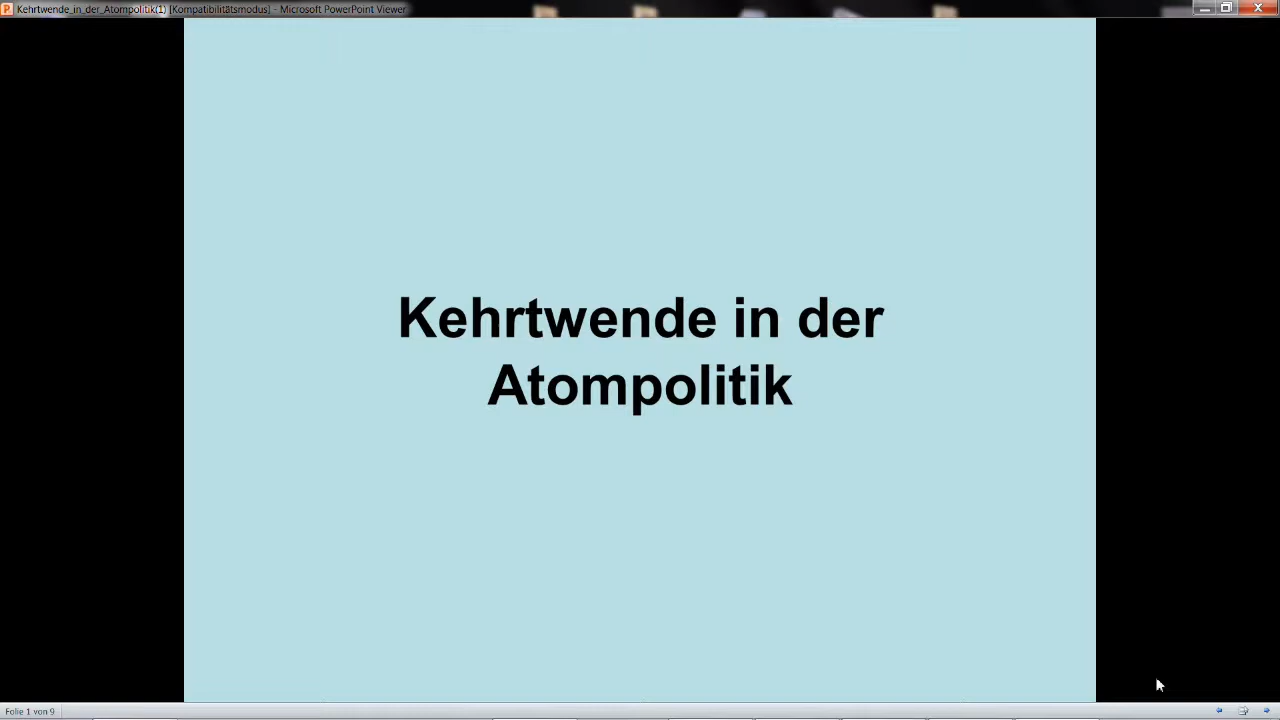 Kehrtwende_in_der_Atompolitik(1) [Kompatibilitätsmodus] - Microsoft PowerPoint Viewer
Kehrtwende in der
Atompolitik
Folie 1 von 9